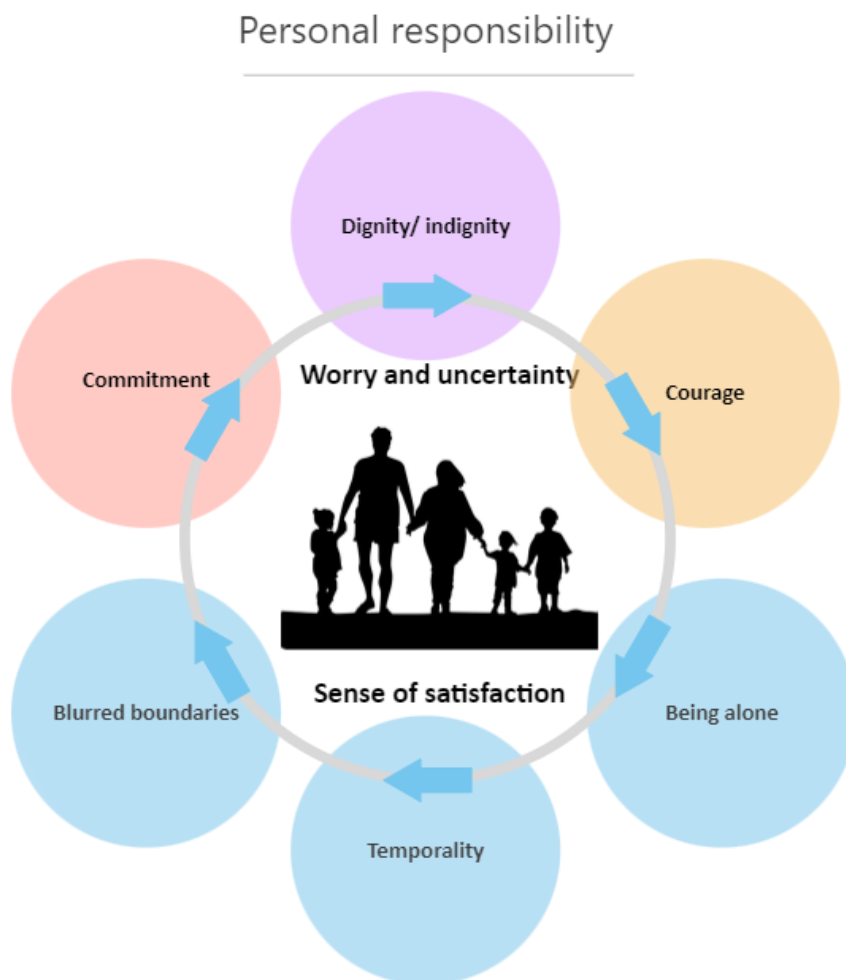 Personal responsibility
Dignity/ indignity
Commitment
Worry and uncertainty
Courage
Sense of satisfaction
Blurred boundaries
Being alone
Temporality